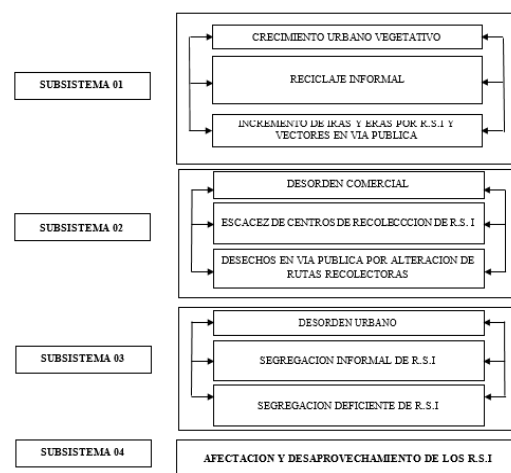 CRECIMIENTO URBANO VEGETATIVO
SUBSISTEMA 01
RECICLAJE INFORMAL
INCREMENTO DE IRAS Y ERAS POR R.S.I Y
VECTORES EN VIA PUBLICA
DESORDEN COMERCIAL
SUBSISTEMA 02
ESCACEZ DE CENTROS DE RECOLECCCION DE R.S. I
DESECHOS EN VIA PUBLICA POR ALTERACION DE
RUTAS RECOLECTORAS
DESORDEN URBANO
SUBSISTEMA 03
SEGREGACION INFORMAL DE R.S.I
SEGREGACION DEFICIENTE DE R.S.I
SUBSISTEMA 04
AFECTACION Y DESAPROVECHAMIENTO DE LOS R.S.I